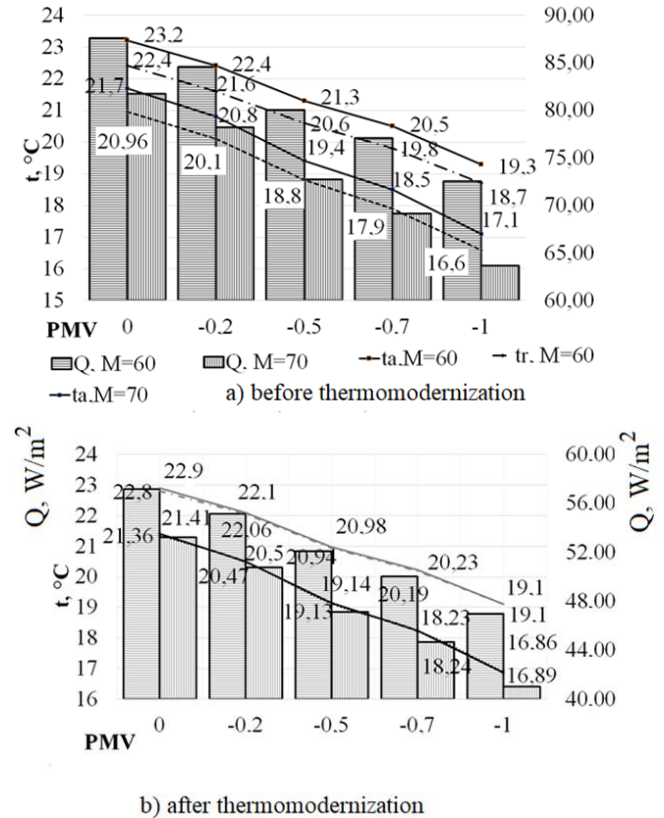 24 90,00
23.2
23 22,4 22.4 85,00
22 21,7 21.6 21,3
21 20,8 20,6 20,5 80,00
20 20.96 20.1 19,4 19,8 19,3
19 18.8 18,5 18,7 75,00
18 17.9 17,1 70,00
17 16.6 65,00
16
15 60,00
t, °C
PMV 0 -0,2 -0,5 -0,7 -1
Q, M=60 Q, M=70 ta,M=60 tr, M=60
ta,M=70 a) before thermomodernization
Q, W/m² Q, W/m²
24 60.00
23 22.9 22,8 22.1 56.00
22 21,41 22,06 20,98
21 21,36 20,5 20,94 20,23 52.00
20 20,47 19,14 20,19 19.1
19 19,13 18,23 19.1 48.00
18 18,24 16.86 44.00
17 16,89
16 40.00
t, °C
0 -0,2 -0,5 -0,7 -1
PMV
b) after thermomodernization